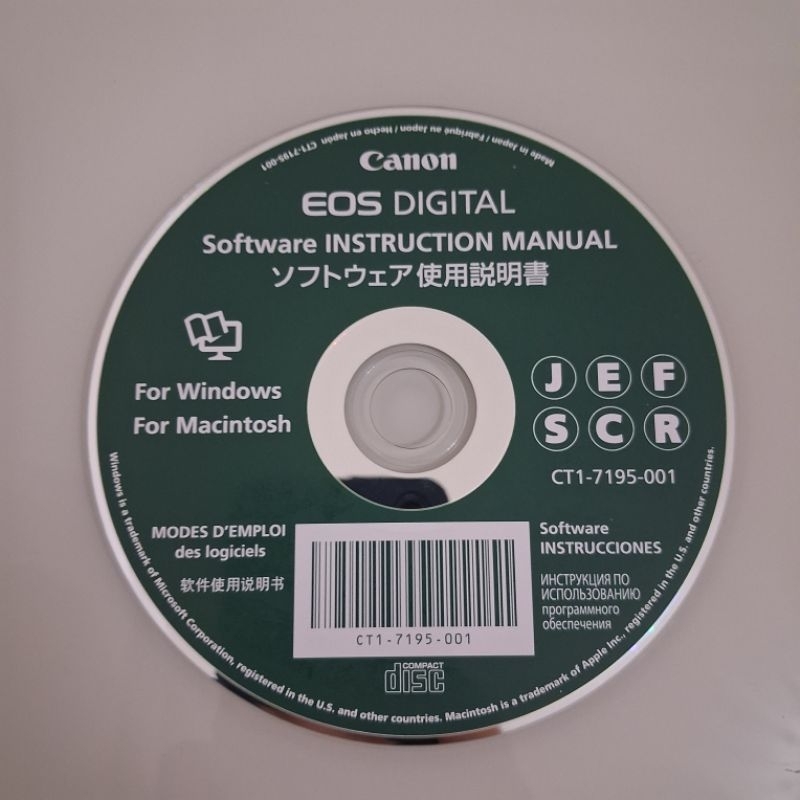 Made in Japan / Fabriqué au Japon / Hecho en Japón CT1-7195-001
Canon
EOS DIGITAL
Software INSTRUCTION MANUAL
ソフトウェア使用説明書
For Windows
For Macintosh
J E F
S C R
CT1-7195-001
MODES D'EMPLOI
des logiciels
软件使用说明书
Software
INSTRUCCIONES
ИНСТРУКЦИЯ ПО
ИСПОЛЬЗОВАНИЮ
программного
обеспечения
CT1-7195-001
COMPACT
disc
Windows is a trademark of Microsoft Corporation, registered in the U.S. and other countries. Macintosh is a trademark of Apple Inc., registered in the U.S. and other countries.